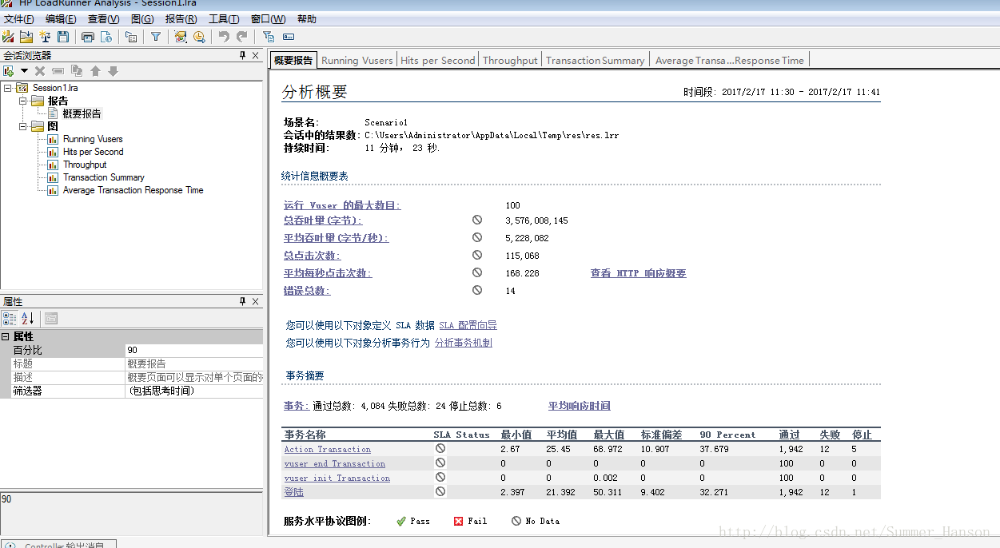 HP LoadRunner Analysis - Session1.lra
文件(F) 编辑(E) 查看(V) 图(G) 报告(R) 工具(T) 窗口(W) 帮助
会话浏览器
Session1.lra
报告
概要报告
图
Running Vusers
Hits per Second
Throughput
Transaction Summary
Average Transaction Response Time
属性
属性
百分比 90
标题 概要报告
描述 概要页面可以显示对单个页面的
筛选器 (包括思考时间)
90
Controller 输出消息
概要报告 Running Vusers Hits per Second Throughput Transaction Summary Average Transa...Response Time
分析概要 时间段: 2017/2/17 11:30 - 2017/2/17 11:41
场景名: Scenario1
会话中的结果数: C:\Users\Administrator\AppData\Local\Temp\res\res.lrr
持续时间: 11 分钟, 23 秒.
统计信息概要表
运行 Vuser 的最大数目: 100
总吞吐量(字节): 3,576,008,145
平均吞吐量(字节/秒): 5,228,082
总点击次数: 115,068
平均每秒点击次数: 168.228 查看 HTTP 响应概要
错误总数: 14
您可以使用以下对象定义 SLA 数据 SLA 配置向导
您可以使用以下对象分析事务行为 分析事务机制
事务摘要
事务: 通过总数: 4,084 失败总数: 24 停止总数: 6 平均响应时间
事务名称 SLA Status 最小值 平均值 最大值 标准偏差 90 Percent 通过 失败 停止
Action_Transaction 2.67 25.45 68.972 10.907 37.679 1,942 12 5
vuser_end_Transaction 0 0 0 0 0 100 0 0
vuser_init_Transaction 0 0 0.002 0 0 100 0 0
登陆 2.397 21.392 50.311 9.402 32.271 1,942 12 1
服务水平协议图例: Pass Fail No Data
http://blog.csdn.net/Summer_Hanson